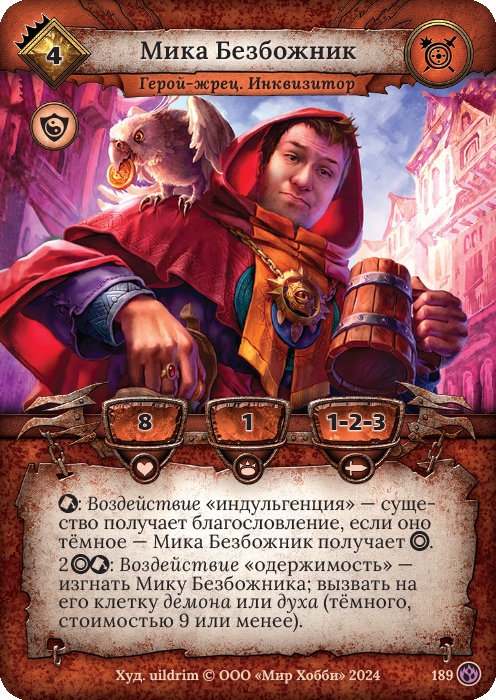 4
Мика Безбожник
Герой-жрец. Инквизитор
8
1
1-2-3
: Воздействие «индульгенция» — суще-
ство получает благословление, если оно
тёмное — Мика Безбожник получает .
2: Воздействие «одержимость» —
изгнать Мику Безбожника; вызвать на
его клетку демона или духа (тёмного,
стоимостью 9 или менее).
Худ. uildrim © ООО «Мир Хобби» 2024
189